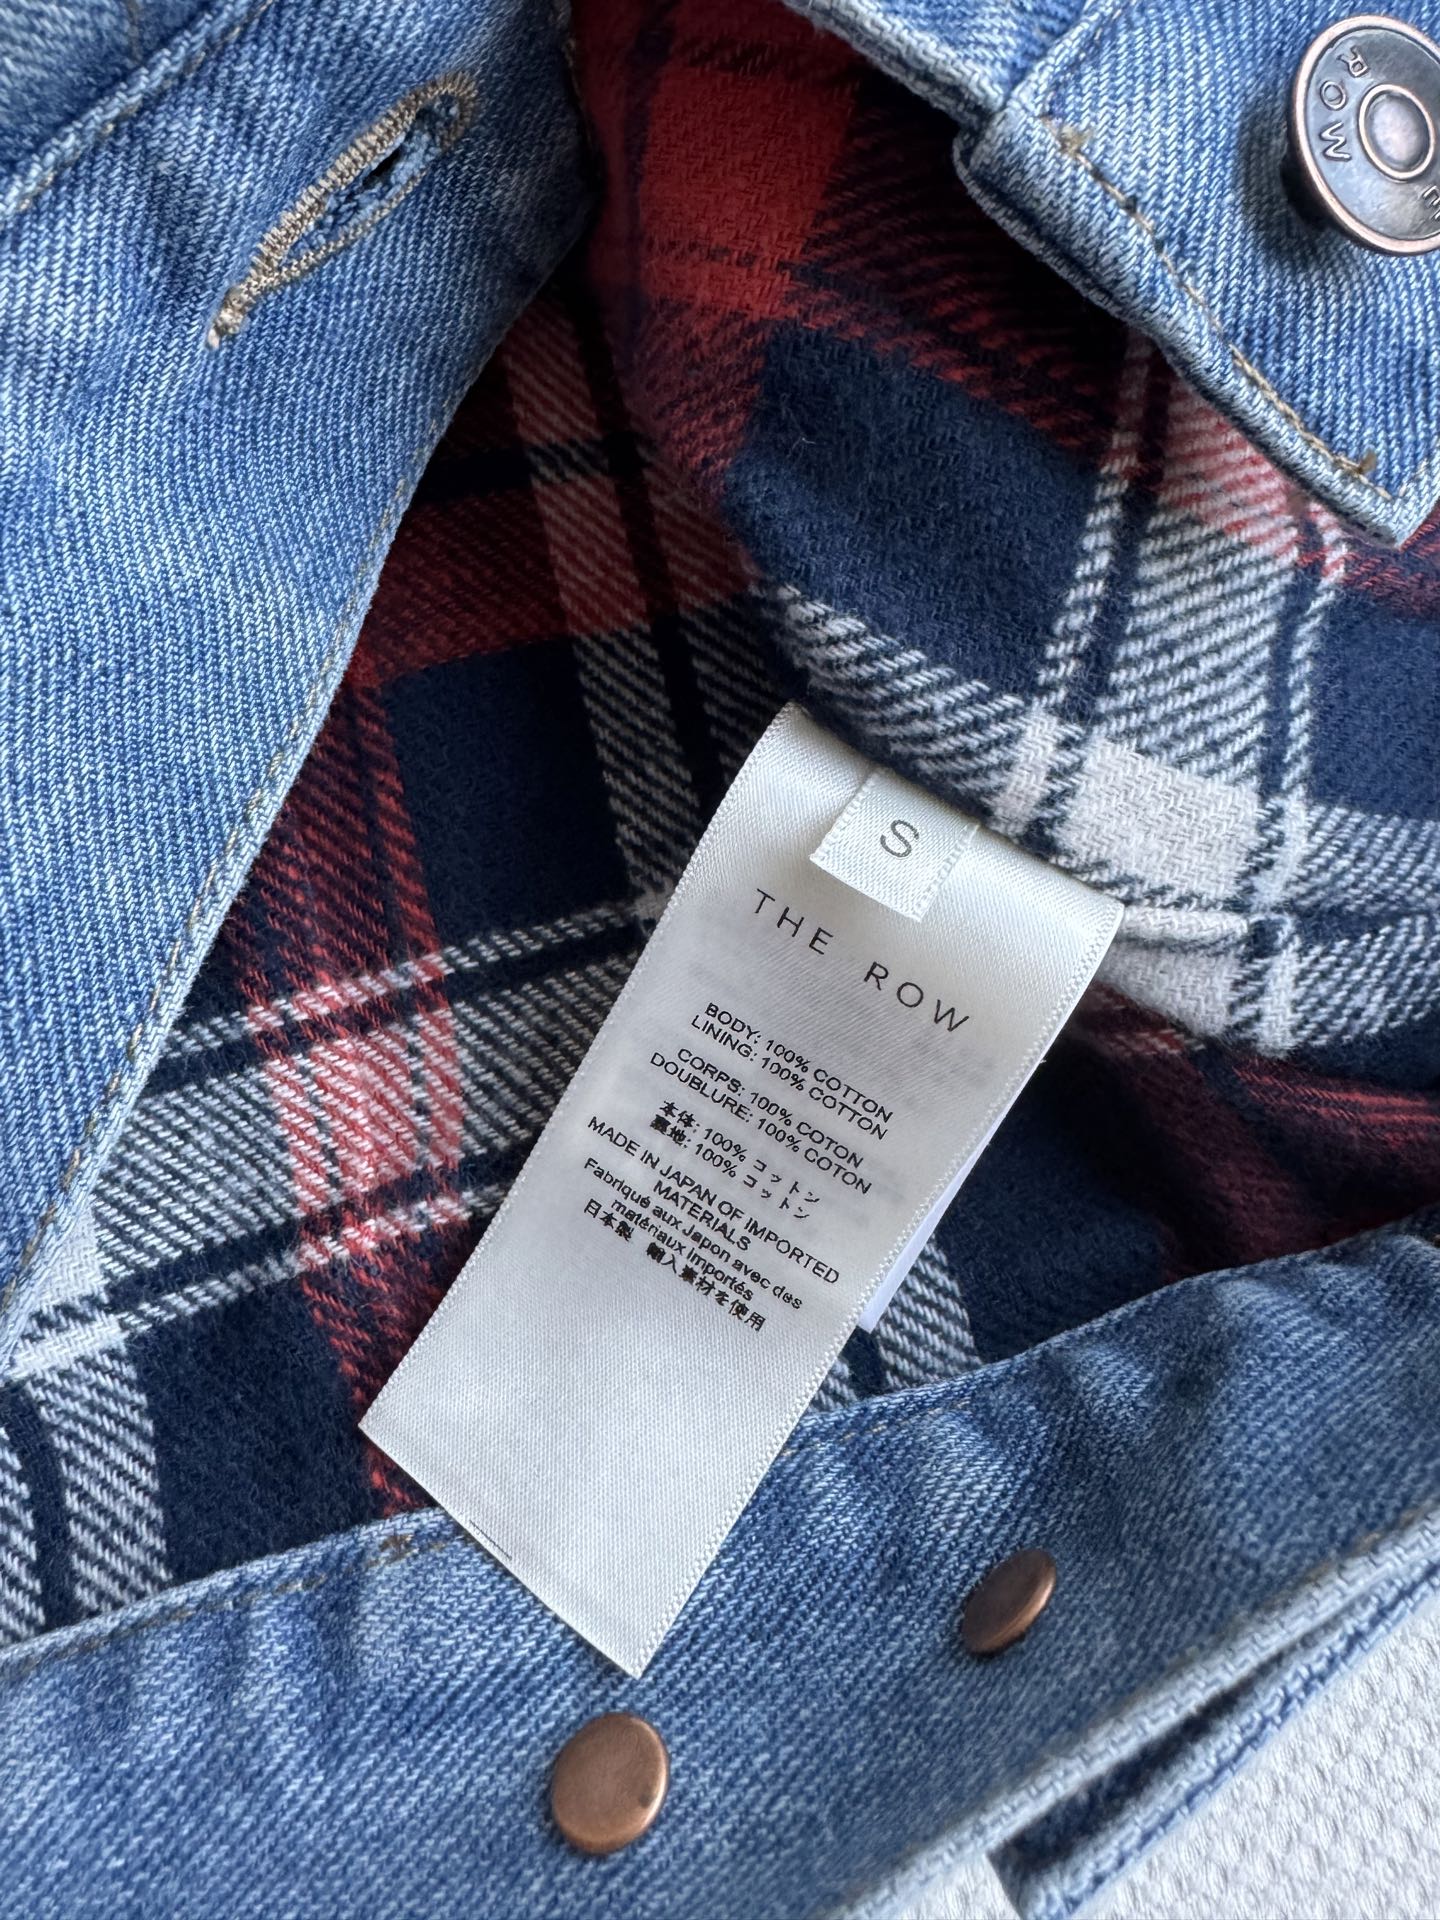 ROW
E
S
THE ROW
BODY: 100% COTTON
LINING: 100% COTTON
CORPS: 100% COTON
DOUBLURE: 100% COTON
本体: 100% コットン
裏地: 100% コットン
MADE IN JAPAN OF IMPORTED
MATERIALS
Fabriqué aux Japon avec des
matériaux importés
日本製 輸入素材を使用